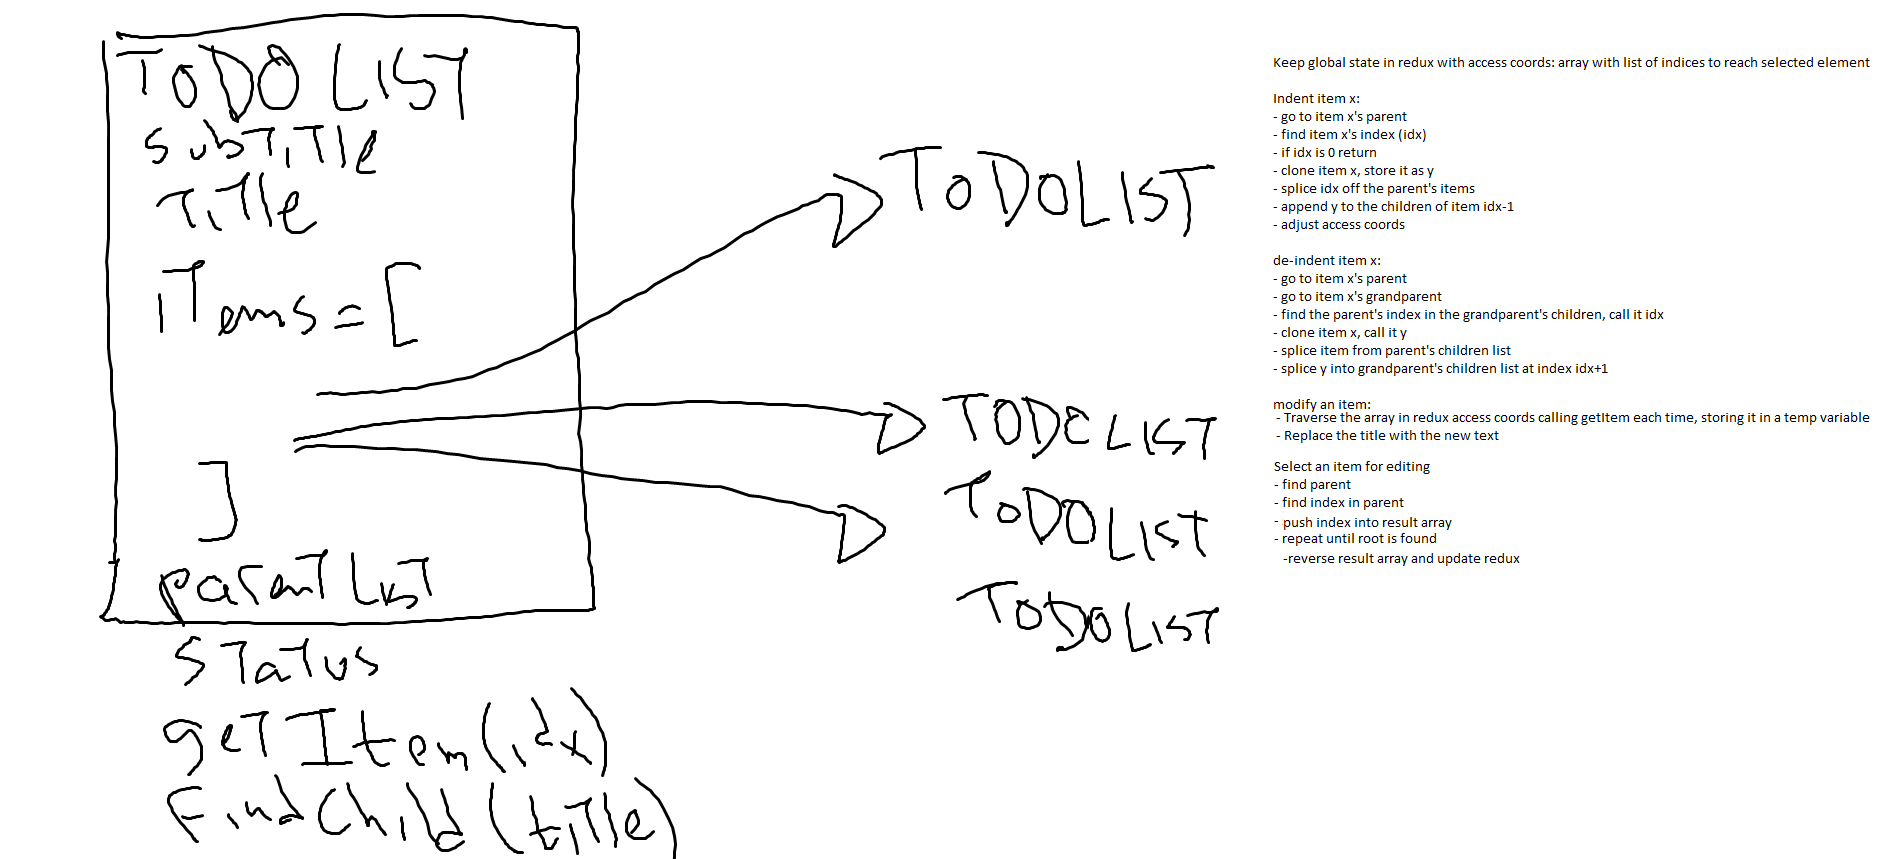 TODO LIST
subTiTle
TiTle
iTems = [
]
parenT LisT
STaTus
geT Item (idx)
FindChild (title)
ToDOLIST
TODOLIST
ToDOLIST
ToDOLIST
Keep global state in redux with access coords: array with list of indices to reach selected element
Indent item x:
- go to item x's parent
- find item x's index (idx)
- if idx is 0 return
- clone item x, store it as y
- splice idx off the parent's items
- append y to the children of item idx-1
- adjust access coords
de-indent item x:
- go to item x's parent
- go to item x's grandparent
- find the parent's index in the grandparent's children, call it idx
- clone item x, call it y
- splice item from parent's children list
- splice y into grandparent's children list at index idx+1
modify an item:
- Traverse the array in redux access coords calling getItem each time, storing it in a temp variable
- Replace the title with the new text
Select an item for editing
- find parent
- find index in parent
- push index into result array
- repeat until root is found
-reverse result array and update redux